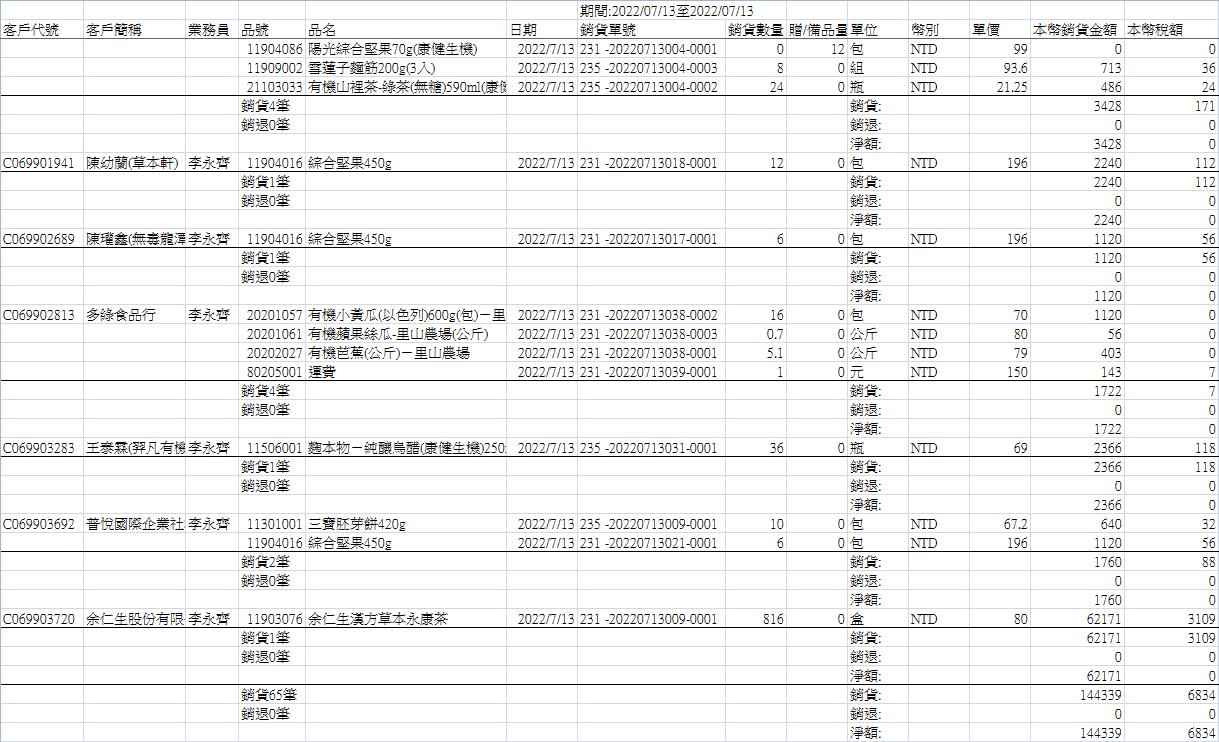 期間:2022/07/13至2022/07/13
客戶代號 客戶簡稱 業務員 品號 品名 日期 銷貨單號 銷貨數量 贈/備品量 單位 幣別 單價 本幣銷貨金額 本幣稅額
11904086 陽光綜合堅果70g(康健生機) 2022/7/13 231 -20220713004-0001 0 12 包 NTD 99 0 0
11909002 雪蓮子麵筋200g(3入) 2022/7/13 235 -20220713004-0003 8 0 組 NTD 93.6 713 36
21103033 有機山裡茶-綠茶(無糖)590ml(康健 2022/7/13 235 -20220713004-0002 24 0 瓶 NTD 21.25 486 24
銷貨4筆 銷貨: 3428 171
銷退0筆 銷退: 0 0
淨額: 3428 0
C069901941 陳幼蘭(草本軒) 李永齊 11904016 綜合堅果450g 2022/7/13 231 -20220713018-0001 12 0 包 NTD 196 2240 112
銷貨1筆 銷貨: 2240 112
銷退0筆 銷退: 0 0
淨額: 2240 0
C069902689 陳瓏鑫(無毒龍潭 李永齊 11904016 綜合堅果450g 2022/7/13 231 -20220713017-0001 6 0 包 NTD 196 1120 56
銷貨1筆 銷貨: 1120 56
銷退0筆 銷退: 0 0
淨額: 1120 0
C069902813 多綠食品行 李永齊 20201057 有機小黃瓜(以色列)600g(包)－里 2022/7/13 231 -20220713038-0002 16 0 包 NTD 70 1120 0
20201061 有機蘋果絲瓜-里山農場(公斤) 2022/7/13 231 -20220713038-0003 0.7 0 公斤 NTD 80 56 0
20202027 有機芭蕉(公斤)－里山農場 2022/7/13 231 -20220713038-0001 5.1 0 公斤 NTD 79 403 0
80205001 運費 2022/7/13 231 -20220713039-0001 1 0 元 NTD 150 143 7
銷貨4筆 銷貨: 1722 7
銷退0筆 銷退: 0 0
淨額: 1722 0
C069903283 王泰霖(羿凡有機 李永齊 11506001 麴本物－純釀烏醋(康健生機)250 2022/7/13 235 -20220713031-0001 36 0 瓶 NTD 69 2366 118
銷貨1筆 銷貨: 2366 118
銷退0筆 銷退: 0 0
淨額: 2366 0
C069903692 普悅國際企業社 李永齊 11301001 三寶胚芽餅420g 2022/7/13 235 -20220713009-0001 10 0 包 NTD 67.2 640 32
11904016 綜合堅果450g 2022/7/13 231 -20220713021-0001 6 0 包 NTD 196 1120 56
銷貨2筆 銷貨: 1760 88
銷退0筆 銷退: 0 0
淨額: 1760 0
C069903720 余仁生股份有限 李永齊 11903076 余仁生漢方草本永康茶 2022/7/13 231 -20220713009-0001 816 0 盒 NTD 80 62171 3109
銷貨1筆 銷貨: 62171 3109
銷退0筆 銷退: 0 0
淨額: 62171 0
銷貨65筆 銷貨: 144339 6834
銷退0筆 銷退: 0 0
淨額: 144339 6834